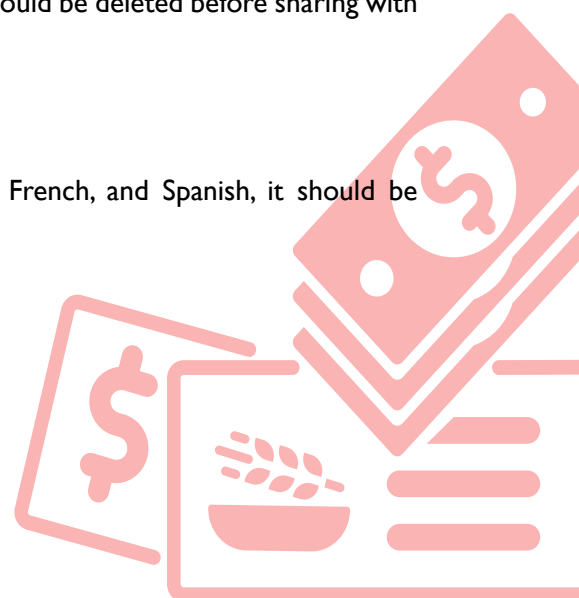 ould be deleted before sharing with
French, and Spanish, it should be
$
$